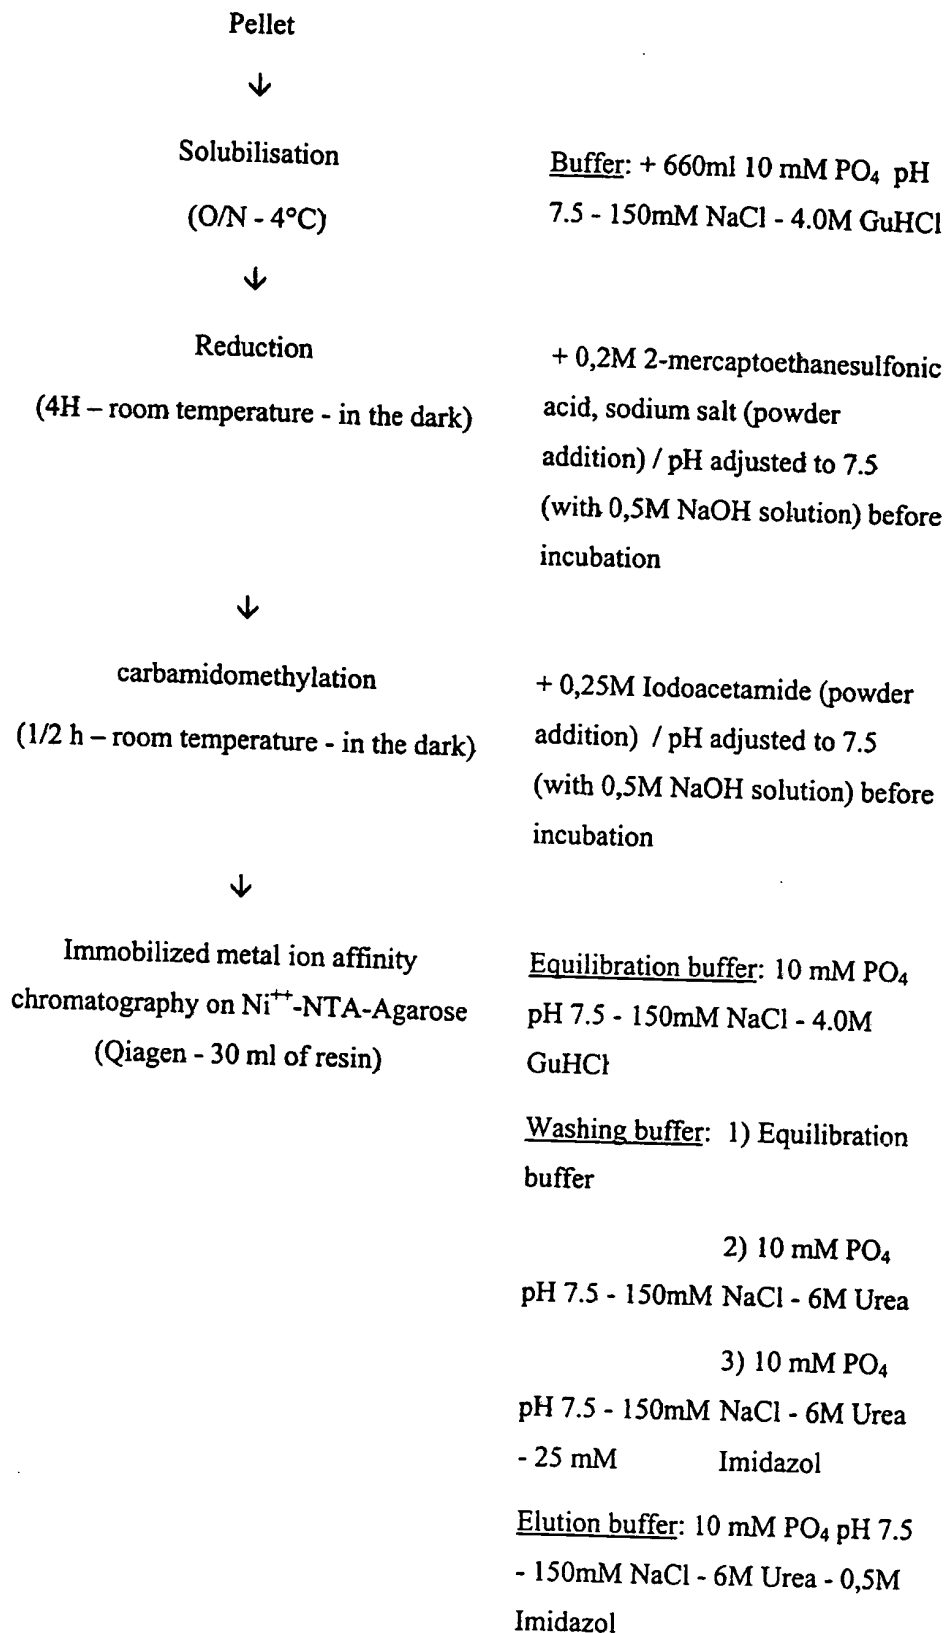 Pellet
↓
Solubilisation
(O/N - 4°C)
Buffer: + 660ml 10 mM PO₄ pH
7.5 - 150mM NaCl - 4.0M GuHCl
↓
Reduction
(4H – room temperature - in the dark)
+ 0,2M 2-mercaptoethanesulfonic
acid, sodium salt (powder
addition) / pH adjusted to 7.5
(with 0,5M NaOH solution) before
incubation
↓
carbamidomethylation
(1/2 h – room temperature - in the dark)
+ 0,25M Iodoacetamide (powder
addition) / pH adjusted to 7.5
(with 0,5M NaOH solution) before
incubation
↓
Immobilized metal ion affinity
chromatography on Ni⁺⁺-NTA-Agarose
(Qiagen - 30 ml of resin)
Equilibration buffer: 10 mM PO₄
pH 7.5 - 150mM NaCl - 4.0M
GuHCl
Washing buffer: 1) Equilibration
buffer
2) 10 mM PO₄
pH 7.5 - 150mM NaCl - 6M Urea
3) 10 mM PO₄
pH 7.5 - 150mM NaCl - 6M Urea
- 25 mM Imidazol
Elution buffer: 10 mM PO₄ pH 7.5
- 150mM NaCl - 6M Urea - 0,5M
Imidazol